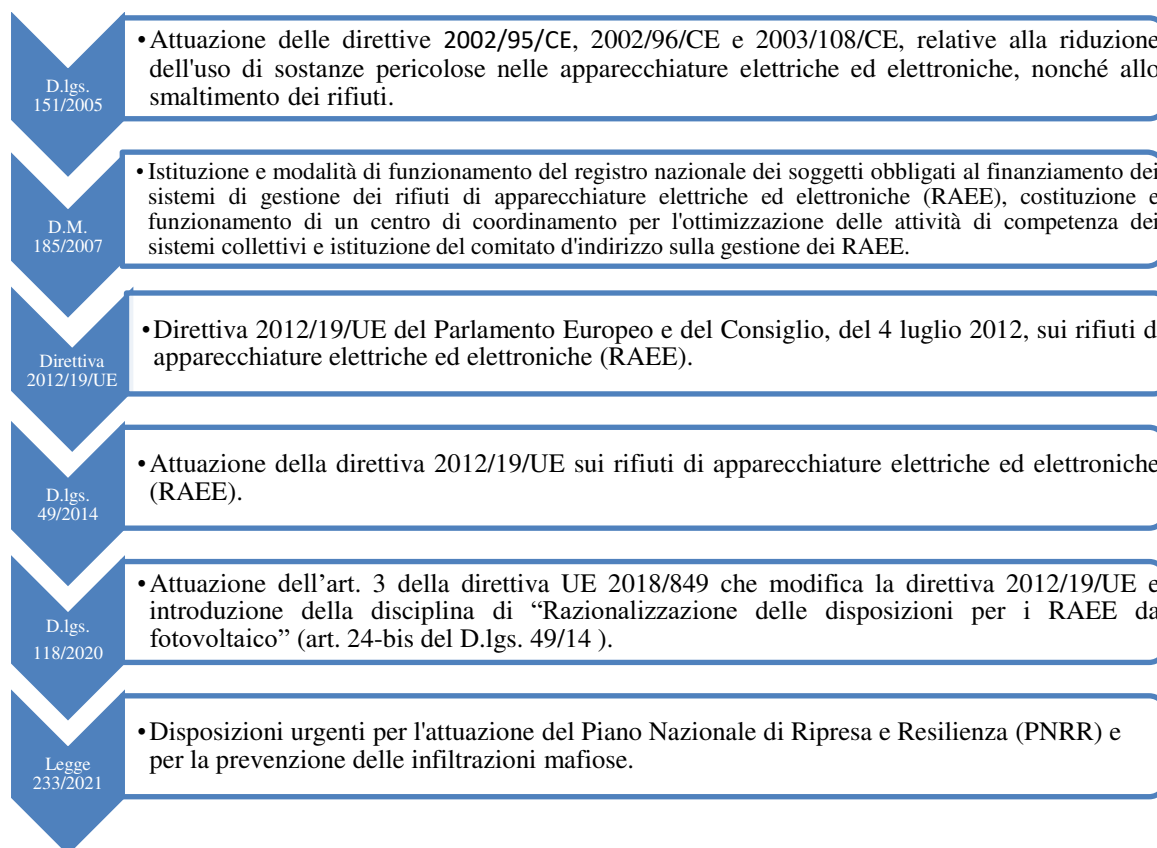 D.lgs.
151/2005
•Attuazione delle direttive 2002/95/CE, 2002/96/CE e 2003/108/CE, relative alla riduzione
dell'uso di sostanze pericolose nelle apparecchiature elettriche ed elettroniche, nonché allo
smaltimento dei rifiuti.
D.M.
185/2007
•Istituzione e modalità di funzionamento del registro nazionale dei soggetti obbligati al finanziamento dei
sistemi di gestione dei rifiuti di apparecchiature elettriche ed elettroniche (RAEE), costituzione e
funzionamento di un centro di coordinamento per l'ottimizzazione delle attività di competenza dei
sistemi collettivi e istituzione del comitato d'indirizzo sulla gestione dei RAEE.
Direttiva
2012/19/UE
•Direttiva 2012/19/UE del Parlamento Europeo e del Consiglio, del 4 luglio 2012, sui rifiuti d
apparecchiature elettriche ed elettroniche (RAEE).
D.lgs.
49/2014
•Attuazione della direttiva 2012/19/UE sui rifiuti di apparecchiature elettriche ed elettroniche
(RAEE).
D.lgs.
118/2020
•Attuazione dell’art. 3 della direttiva UE 2018/849 che modifica la direttiva 2012/19/UE e
introduzione della disciplina di “Razionalizzazione delle disposizioni per i RAEE da
fotovoltaico” (art. 24-bis del D.lgs. 49/14 ).
Legge
233/2021
•Disposizioni urgenti per l'attuazione del Piano Nazionale di Ripresa e Resilienza (PNRR) e
per la prevenzione delle infiltrazioni mafiose.